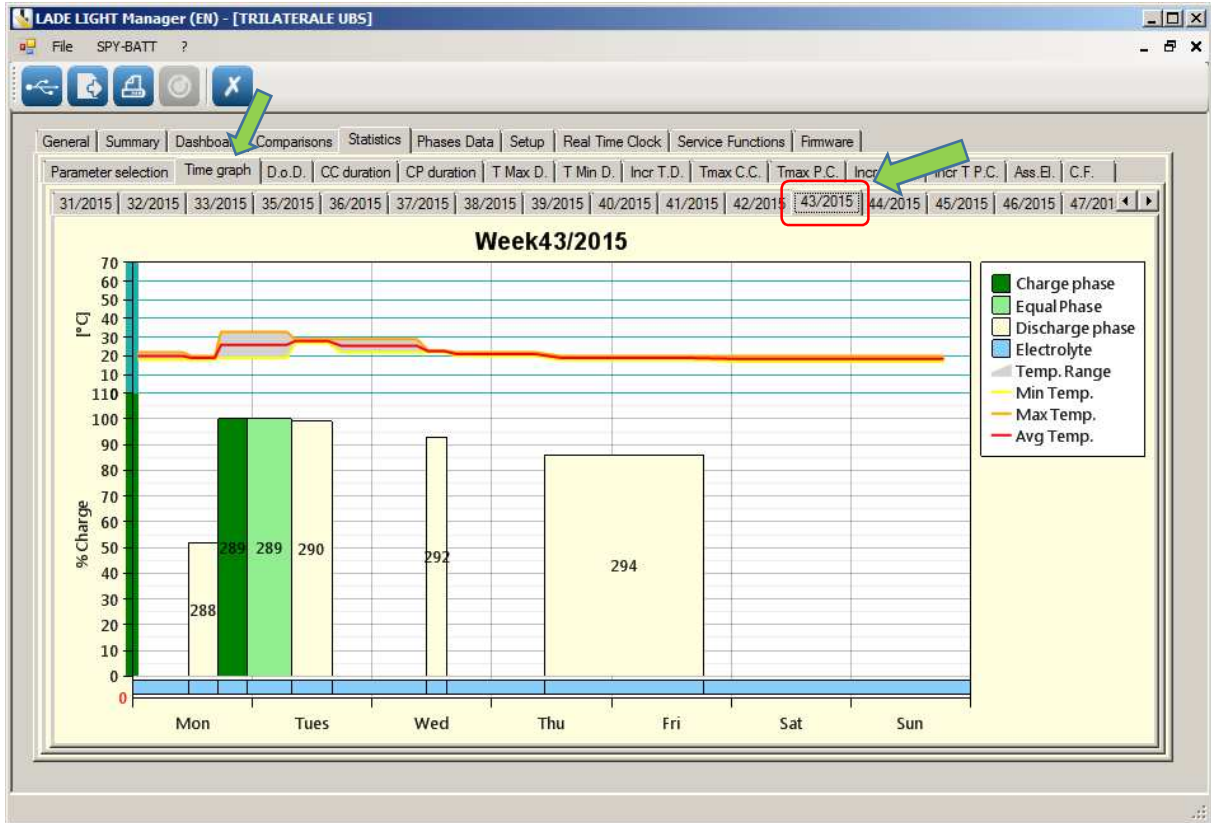 LADE LIGHT Manager (EN) - [TRILATERALE UBS]
File SPY-BATT ?
General Summary Comparisons Statistics Phases Data Setup Real Time Clock Service Functions Firmware
Parameter selection Time graph D.o.D. CC duration CP duration T Max D. T Min D. Incr T.D. Tmax C.C. Tmax P.C. Incr T P.C. Ass.El. C.F.
31/2015 32/2015 33/2015 35/2015 36/2015 37/2015 38/2015 39/2015 40/2015 41/2015 42/2015 43/2015 44/2015 45/2015 46/2015 47/201
Week43/2015
70
60
50
40
30
20
10
[°C]
110
100
90
80
70
60
50
40
30
20
10
0
0
% Charge
288
289
289
290
292
294
Mon Tues Wed Thu Fri Sat Sun
Charge phase
Equal Phase
Discharge phase
Electrolyte
Temp. Range
Min Temp.
Max Temp.
Avg Temp.